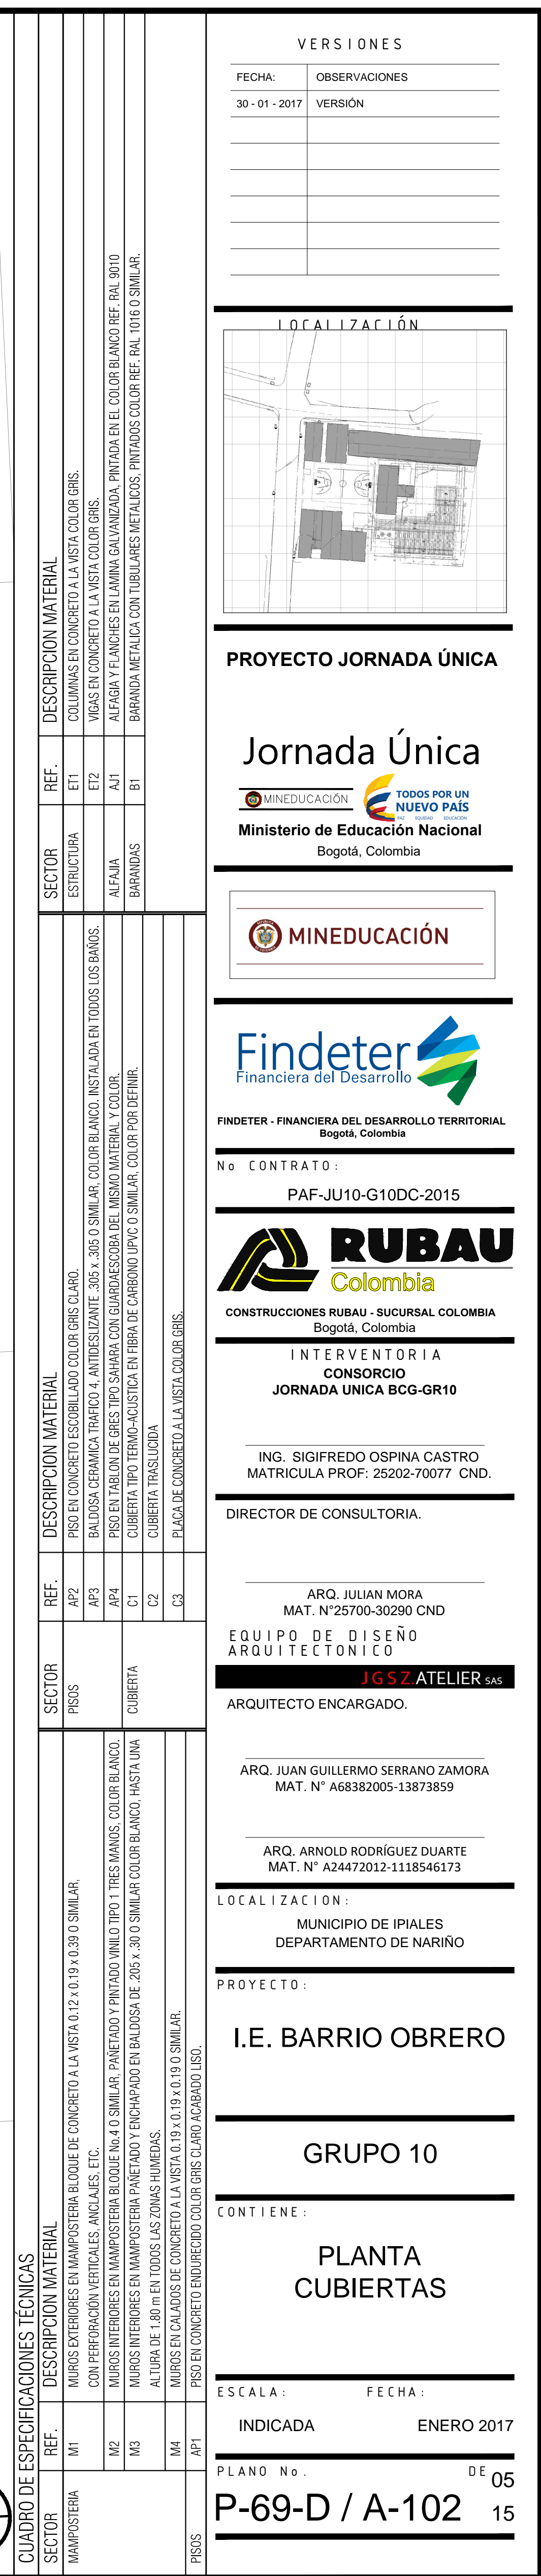 CUADRO DE ESPECIFICACIONES TÉCNICAS
SECTOR REF. DESCRIPCION MATERIAL
MAMPOSTERIA M1 MUROS EXTERIORES EN MAMPOSTERIA BLOQUE DE CONCRETO A LA VISTA 0.12 x 0.19 x 0.39 O SIMILAR,
CON PERFORACIÓN VERTICALES, ANCLAJES, ETC.
M2 MUROS INTERIORES EN MAMPOSTERIA BLOQUE No.4 O SIMILAR, PAÑETADO Y PINTADO VINILO TIPO 1 TRES MANOS, COLOR BLANCO.
M3 MUROS INTERIORES EN MAMPOSTERIA PAÑETADO Y ENCHAPADO EN BALDOSA DE .205 x .30 O SIMILAR COLOR BLANCO, HASTA UNA
ALTURA DE 1.80 m EN TODOS LAS ZONAS HUMEDAS.
M4 MUROS EN CALADOS DE CONCRETO A LA VISTA 0.19 x 0.19 x 0.19 O SIMILAR.
PISOS AP1 PISO EN CONCRETO ENDURECIDO COLOR GRIS CLARO ACABADO LISO.
SECTOR REF. DESCRIPCION MATERIAL
PISOS AP2 PISO EN CONCRETO ESCOBILLADO COLOR GRIS CLARO.
AP3 BALDOSA CERAMICA TRAFICO 4, ANTIDESLIZANTE .305 x .305 O SIMILAR, COLOR BLANCO. INSTALADA EN TODOS LOS BAÑOS.
AP4 PISO EN TABLON DE GRES TIPO SAHARA CON GUARDAESCOBA DEL MISMO MATERIAL Y COLOR.
CUBIERTA C1 CUBIERTA TIPO TERMO-ACUSTICA EN FIBRA DE CARBONO UPVC O SIMILAR, COLOR POR DEFINIR.
C2 CUBIERTA TRASLUCIDA
C3 PLACA DE CONCRETO A LA VISTA COLOR GRIS.
SECTOR REF. DESCRIPCION MATERIAL
ESTRUCTURA ET1 COLUMNAS EN CONCRETO A LA VISTA COLOR GRIS.
ET2 VIGAS EN CONCRETO A LA VISTA COLOR GRIS.
ALFAJIA AJ1 ALFAGIA Y FLANCHES EN LAMINA GALVANIZADA, PINTADA EN EL COLOR BLANCO REF. RAL 9010
BARANDAS B1 BARANDA METALICA CON TUBULARES METALICOS, PINTADOS COLOR REF. RAL 1016 O SIMILAR.
VERSIONES
FECHA: OBSERVACIONES
30 - 01 - 2017 VERSIÓN
LOCALIZACIÓN
PROYECTO JORNADA ÚNICA
Jornada Única
MINEDUCACIÓN
TODOS POR UN
NUEVO PAÍS
PAZ EQUIDAD EDUCACIÓN
Ministerio de Educación Nacional
Bogotá, Colombia
MINEDUCACIÓN
Findeter
Financiera del Desarrollo
FINDETER - FINANCIERA DEL DESARROLLO TERRITORIAL
Bogotá, Colombia
No CONTRATO:
PAF-JU10-G10DC-2015
RUBAU
Colombia
CONSTRUCCIONES RUBAU - SUCURSAL COLOMBIA
Bogotá, Colombia
INTERVENTORIA
CONSORCIO
JORNADA UNICA BCG-GR10
ING. SIGIFREDO OSPINA CASTRO
MATRICULA PROF: 25202-70077 CND.
DIRECTOR DE CONSULTORIA.
ARQ. JULIAN MORA
MAT. N°25700-30290 CND
EQUIPO DE DISEÑO
ARQUITECTONICO
JGSZ.ATELIER SAS
ARQUITECTO ENCARGADO.
ARQ. JUAN GUILLERMO SERRANO ZAMORA
MAT. N° A68382005-13873859
ARQ. ARNOLD RODRÍGUEZ DUARTE
MAT. N° A24472012-1118546173
LOCALIZACION:
MUNICIPIO DE IPIALES
DEPARTAMENTO DE NARIÑO
PROYECTO:
I.E. BARRIO OBRERO
GRUPO 10
CONTIENE:
PLANTA
CUBIERTAS
ESCALA: FECHA:
INDICADA ENERO 2017
PLANO No. DE 05
P-69-D / A-102 15